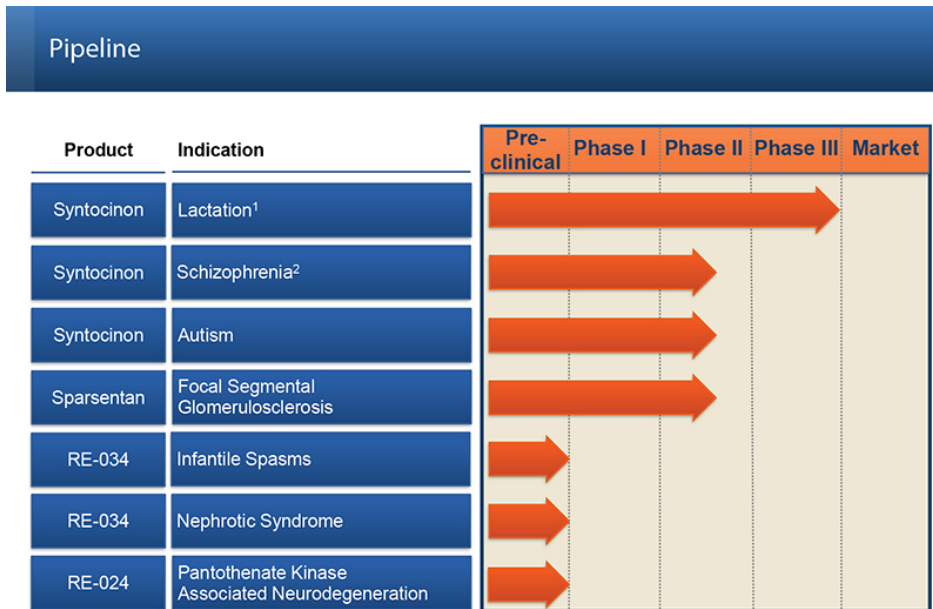 Pipeline
Product Indication Pre-clinical Phase I Phase II Phase III Market
Syntocinon Lactation¹
Syntocinon Schizophrenia²
Syntocinon Autism
Sparsentan Focal Segmental
Glomerulosclerosis
RE-034 Infantile Spasms
RE-034 Nephrotic Syndrome
RE-024 Pantothenate Kinase
Associated Neurodegeneration